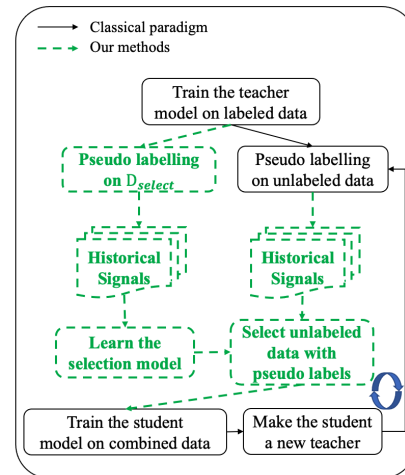 Classical paradigm
Our methods
Train the teacher
model on labeled data
Pseudo labelling
on D_select
Pseudo labelling
on unlabeled data
Historical
Signals
Historical
Signals
Learn the
selection model
Select unlabeled
data with
pseudo labels
Train the student
model on combined data
Make the student
a new teacher